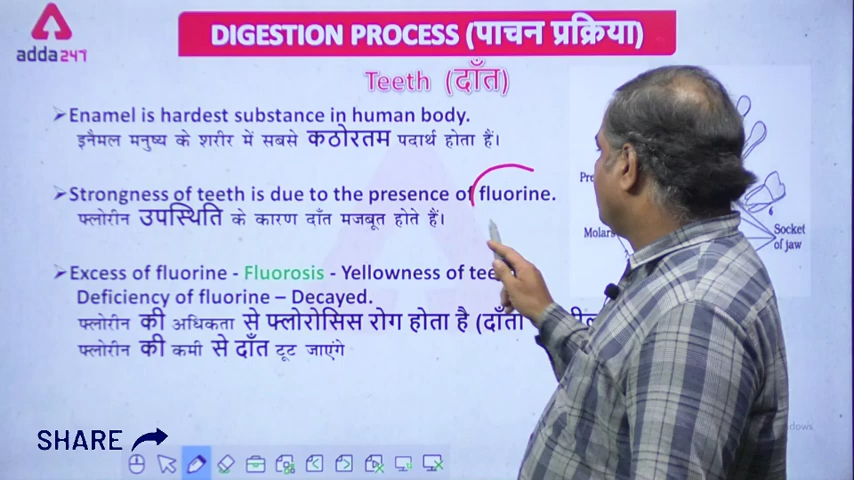 adda247
DIGESTION PROCESS (पाचन प्रक्रिया)
Teeth (दाँत)
➢Enamel is hardest substance in human body.
इनैमल मनुष्य के शरीर में सबसे कठोरतम पदार्थ होता है।
➢Strongness of teeth is due to the presence of fluorine.
फ्लोरीन उपस्थिति के कारण दाँत मजबूत होते हैं।
➢Excess of fluorine - Fluorosis - Yellowness of
Deficiency of fluorine – Decayed.
फ्लोरीन की अधिकता से फ्लोरोसिस रोग होता है (दाँतो
फ्लोरीन की कमी से दाँत टूट जाएंगे
Molars
Socket
of jaw
SHARE